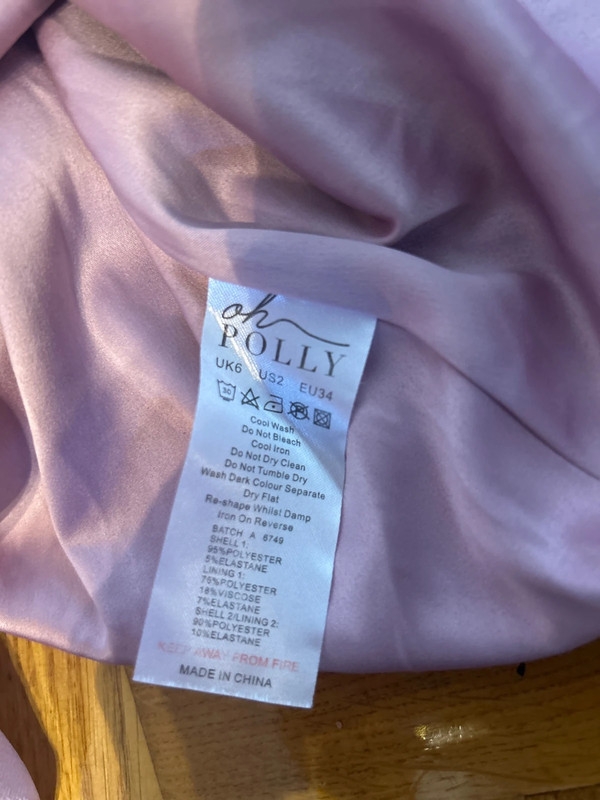 oh
POLLY
UK6 US2 EU34
30
Cool Wash
Do Not Bleach
Cool Iron
Do Not Dry Clean
Do Not Tumble Dry
Wash Dark Colour Separate
Dry Flat
Re-shape Whilst Damp
Iron On Reverse
BATCH A 6749
SHELL 1:
95%POLYESTER
5%ELASTANE
LINING 1:
75%POLYESTER
18%VISCOSE
7%ELASTANE
SHELL 2/LINING 2:
90%POLYESTER
10%ELASTANE
KEEP AWAY FROM FIRE
MADE IN CHINA